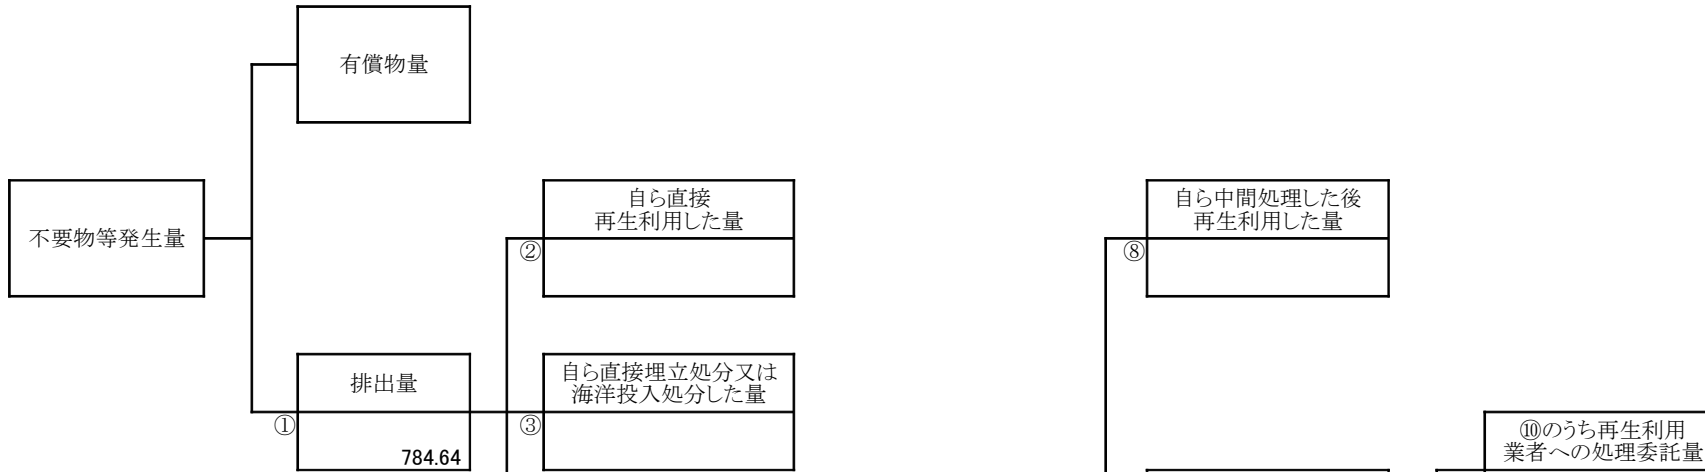 有償物量
不要物等発生量
自ら直接
再生利用した量
②
自ら中間処理した後
再生利用した量
⑧
排出量
①
784.64
自ら直接埋立処分又は
海洋投入処分した量
③
⑩のうち再生利用
業者への処理委託量